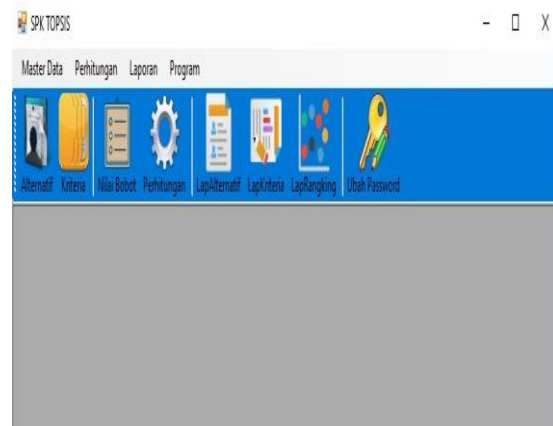 SPK TOPSIS
Master Data Perhitungan Laporan Program
Alternatif Kriteria Nilai Bobot Perhitungan LapAlternatif LapKriteria LapRangking Ubah Password